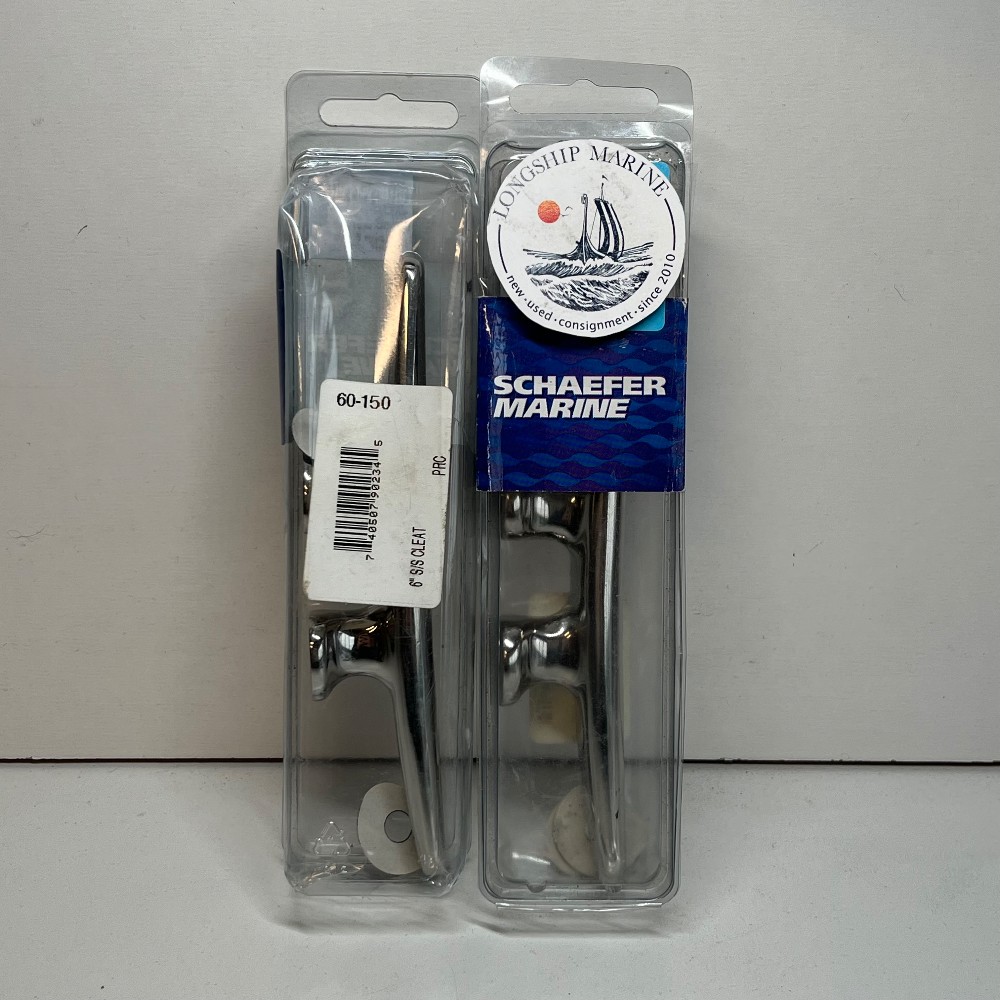 60-150
7 40507 90234 5
PRC
6" S/S CLEAT
LONGSHIP MARINE
new · used · consignment · since 2010
SCHAEFER
MARINE